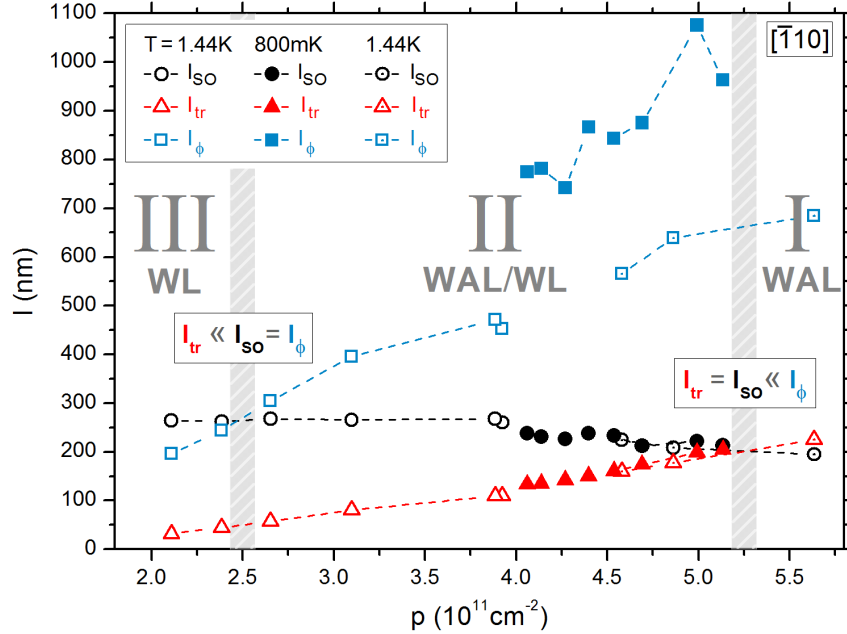 1100
1000
900
800
700
600
500
400
300
200
100
0
l (nm)
T = 1.44K 800mK 1.44K
l_SO l_SO l_SO
l_tr l_tr l_tr
l_ϕ l_ϕ l_ϕ
[1̅10]
III
WL
II
WAL/WL
I
WAL
l_tr ≪ l_SO = l_ϕ
l_tr = l_SO ≪ l_ϕ
2.0 2.5 3.0 3.5 4.0 4.5 5.0 5.5
p (10¹¹cm⁻²)